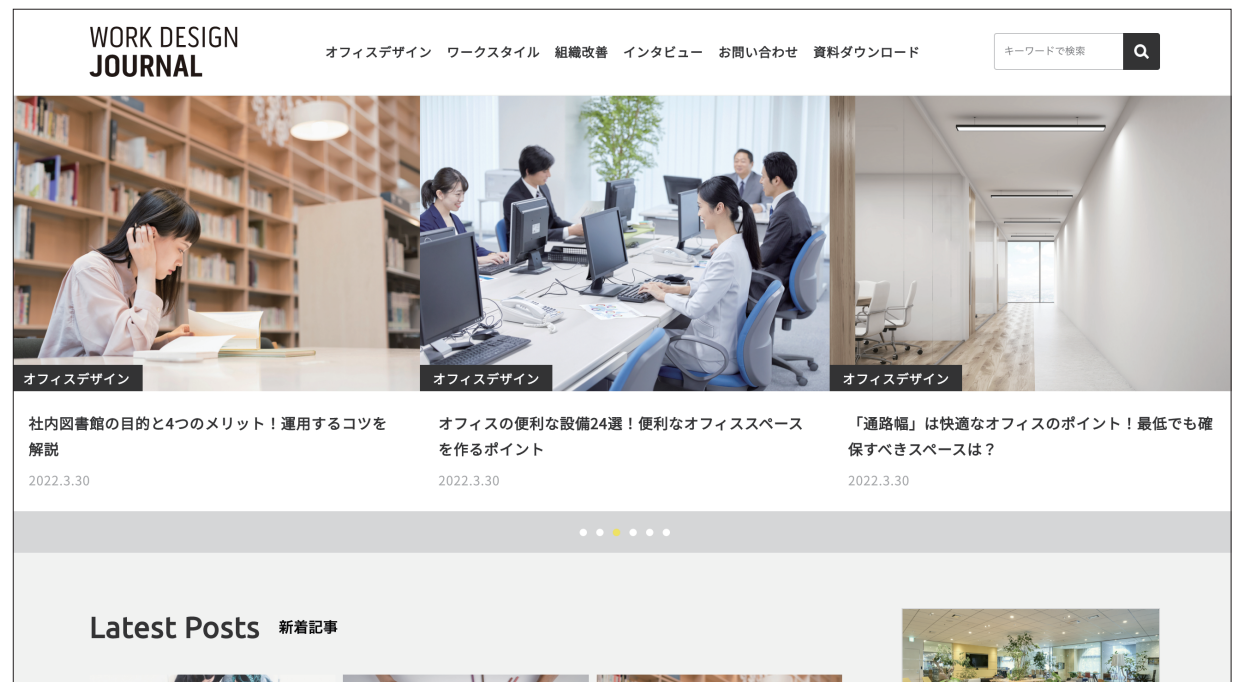 WORK DESIGN
JOURNAL
オフィスデザイン ワークスタイル 組織改善 インタビュー お問い合わせ 資料ダウンロード
キーワードで検索
オフィスデザイン
社内図書館の目的と4つのメリット！運用するコツを
解説
2022.3.30
オフィスデザイン
オフィスの便利な設備24選！便利なオフィススペース
を作るポイント
2022.3.30
オフィスデザイン
「通路幅」は快適なオフィスのポイント！最低でも確
保すべきスペースは？
2022.3.30
Latest Posts 新着記事